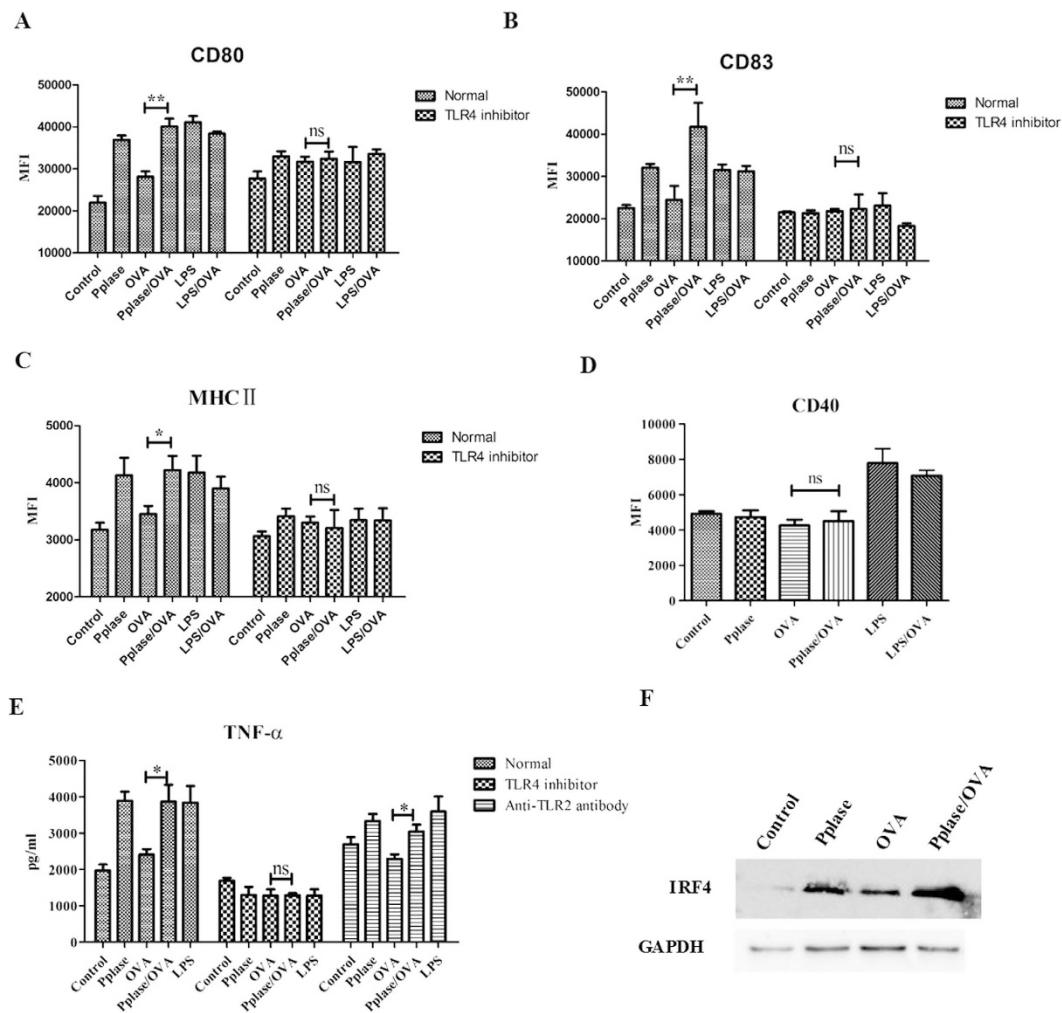 A
CD80
**
ns
Normal
TLR4 inhibitor
MFI
50000
40000
30000
20000
10000
Control
Pplase
OVA
Pplase/OVA
LPS
LPS/OVA
Control
Pplase
OVA
Pplase/OVA
LPS
LPS/OVA
B
CD83
**
ns
Normal
TLR4 inhibitor
MFI
50000
40000
30000
20000
10000
Control
Pplase
OVA
Pplase/OVA
LPS
LPS/OVA
Control
Pplase
OVA
Pplase/OVA
LPS
LPS/OVA
C
MHC Ⅱ
*
ns
Normal
TLR4 inhibitor
MFI
5000
4000
3000
2000
Control
Pplase
OVA
Pplase/OVA
LPS
LPS/OVA
Control
Pplase
OVA
Pplase/OVA
LPS
LPS/OVA
D
CD40
ns
MFI
10000
8000
6000
4000
2000
0
Control
Pplase
OVA
Pplase/OVA
LPS
LPS/OVA
E
TNF-α
*
ns
*
Normal
TLR4 inhibitor
Anti-TLR2 antibody
pg/ml
5000
4000
3000
2000
1000
0
Control
Pplase
OVA
Pplase/OVA
LPS
Control
Pplase
OVA
Pplase/OVA
LPS
Control
Pplase
OVA
Pplase/OVA
LPS
F
Control
Pplase
OVA
Pplase/OVA
IRF4
GAPDH